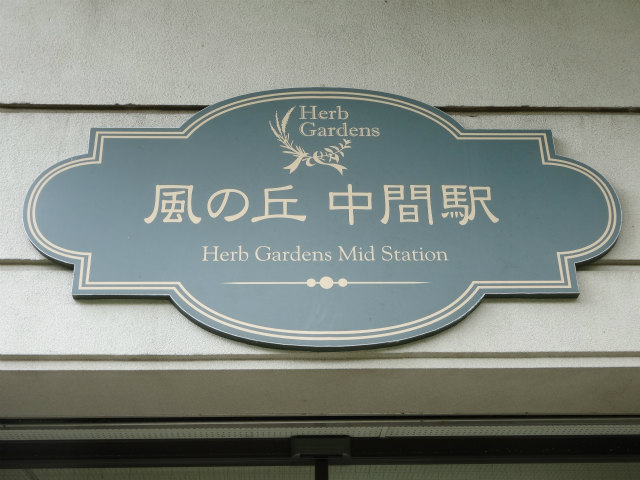 Herb
Gardens
風の丘 中間駅
Herb Gardens Mid Station